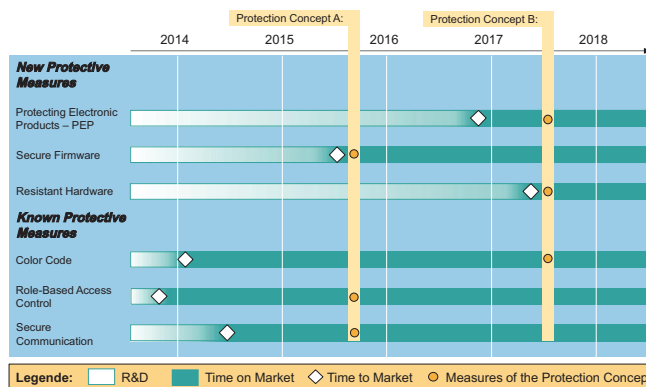 Protection Concept A: Protection Concept B:
2014 2015 2016 2017 2018
New Protective
Measures
Protecting Electronic
Products – PEP
Secure Firmware
Resistant Hardware
Known Protective
Measures
Color Code
Role-Based Access
Control
Secure
Communication
Legende: R&D Time on Market Time to Market Measures of the Protection Concep